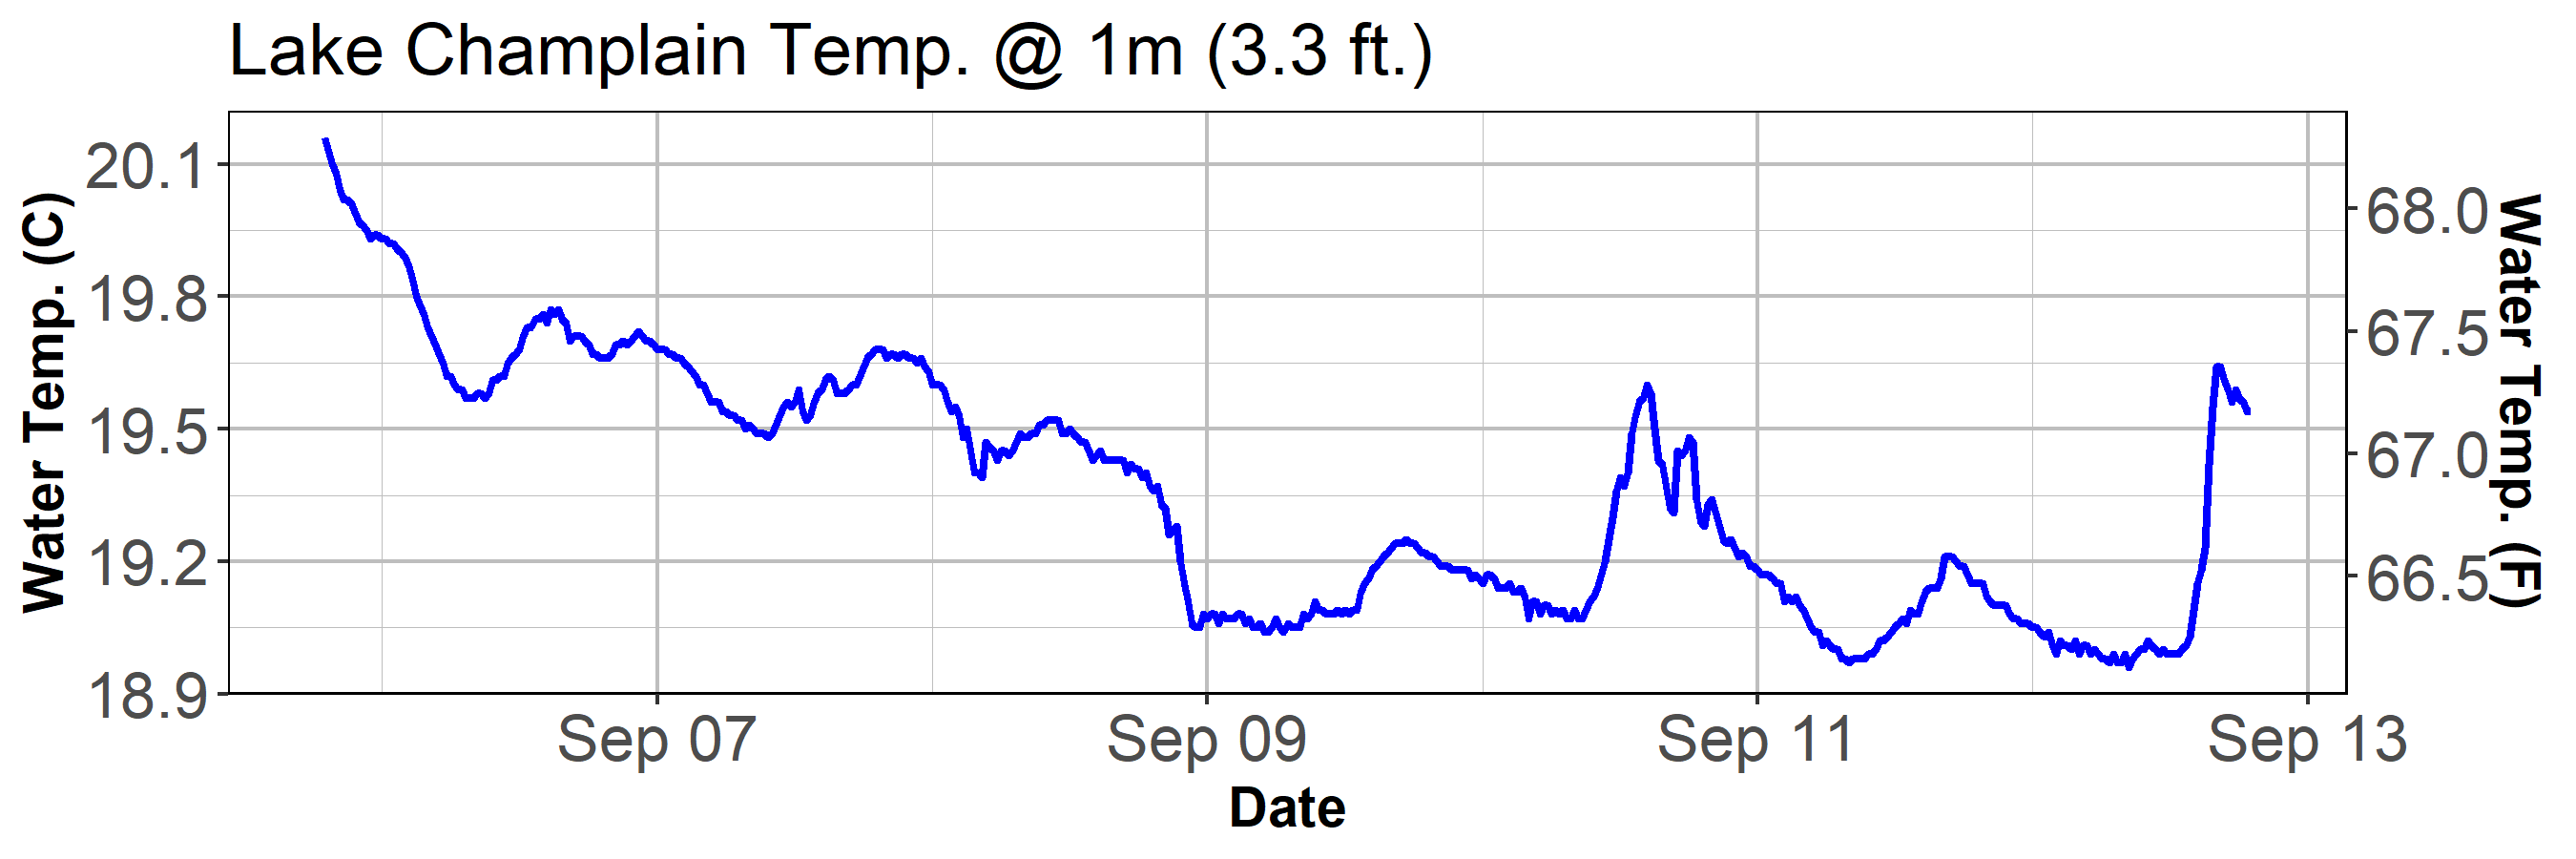 Lake Champlain Temp. @ 1m (3.3 ft.)
Water Temp. (C)
20.1
19.8
19.5
19.2
18.9
68.0
67.5
67.0
66.5
Water Temp. (F)
Sep 07 Sep 09 Sep 11 Sep 13
Date